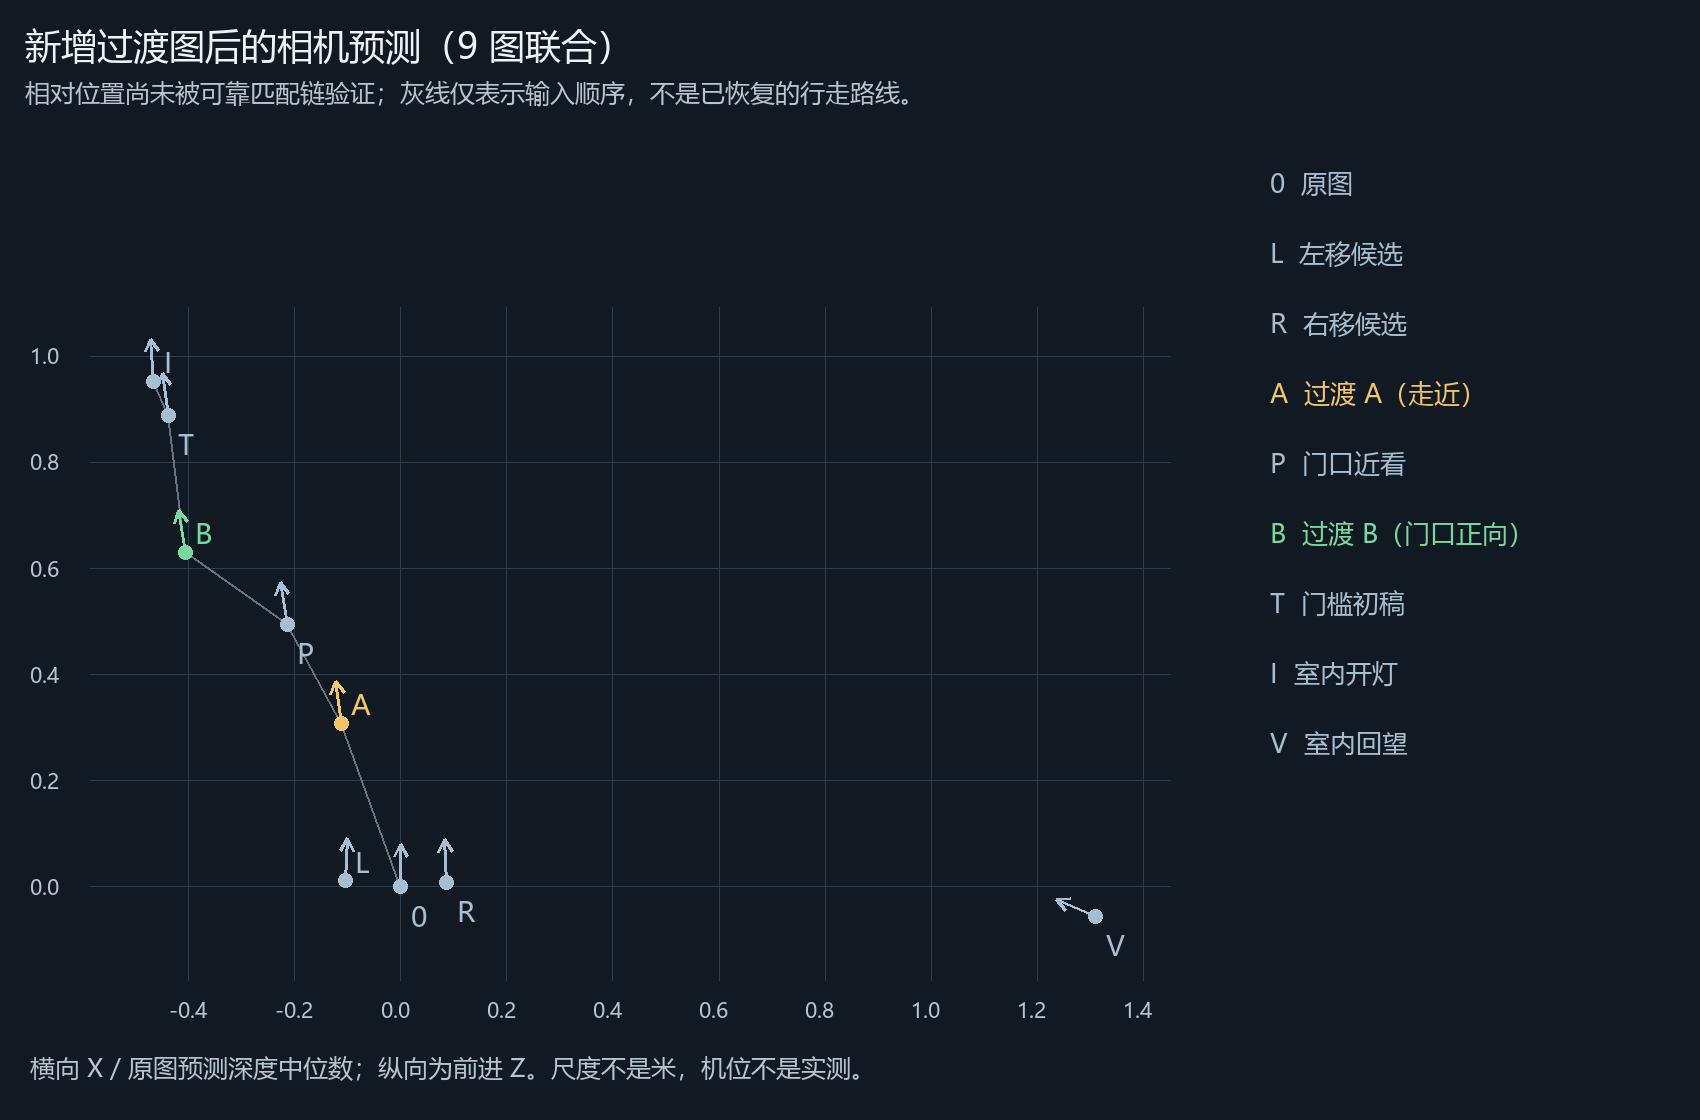 新增过渡图后的相机预测（9 图联合）
相对位置尚未被可靠匹配链验证；灰线仅表示输入顺序，不是已恢复的行走路线。
0 原图
L 左移候选
R 右移候选
A 过渡 A（走近）
P 门口近看
B 过渡 B（门口正向）
T 门槛初稿
I 室内开灯
V 室内回望
1.0
0.8
0.6
0.4
0.2
0.0
I
T
B
P
A
L
0
R
V
-0.4
-0.2
0.0
0.2
0.4
0.6
0.8
1.0
1.2
1.4
横向 X / 原图预测深度中位数；纵向为前进 Z。尺度不是米，机位不是实测。